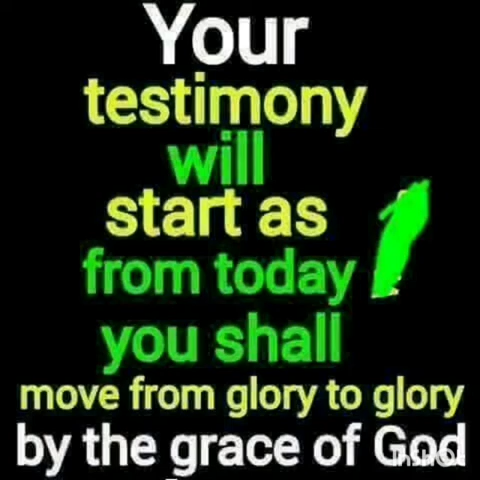 Your
testimony
will
start as
from today
you shall
move from glory to glory
by the grace of God